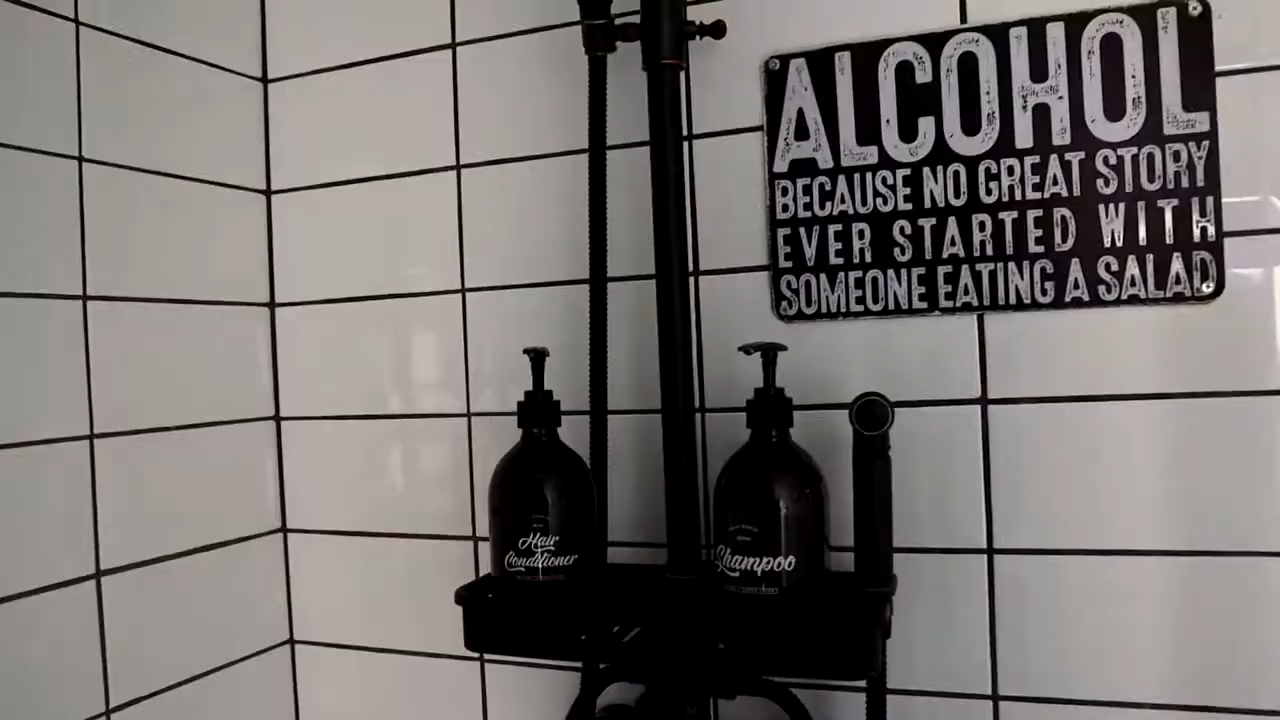 ALCOHOL
BECAUSE NO GREAT STORY
EVER STARTED WITH
SOMEONE EATING A SALAD
Hair
Conditioner
Shampoo